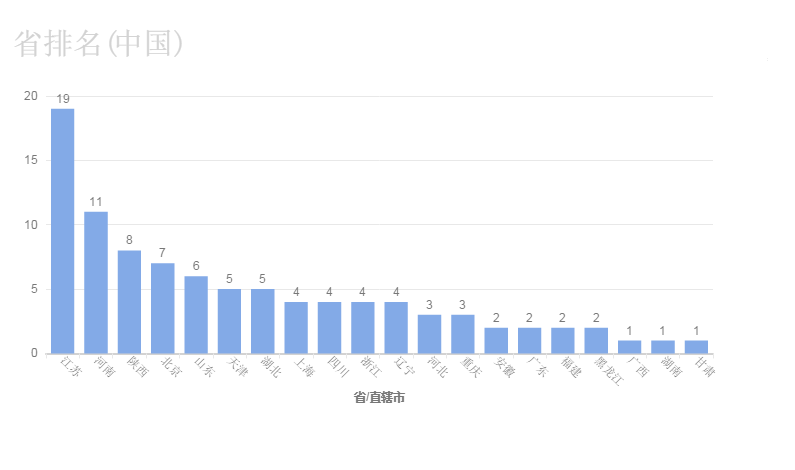 省排名(中国)
20
15
10
5
0
19
11
8
7
6
5
5
4
4
4
4
3
3
2
2
2
2
1
1
1
江苏
河南
陕西
北京
山东
天津
湖北
上海
四川
浙江
辽宁
河北
重庆
安徽
广东
福建
黑龙江
广西
湖南
甘肃
省/直辖市